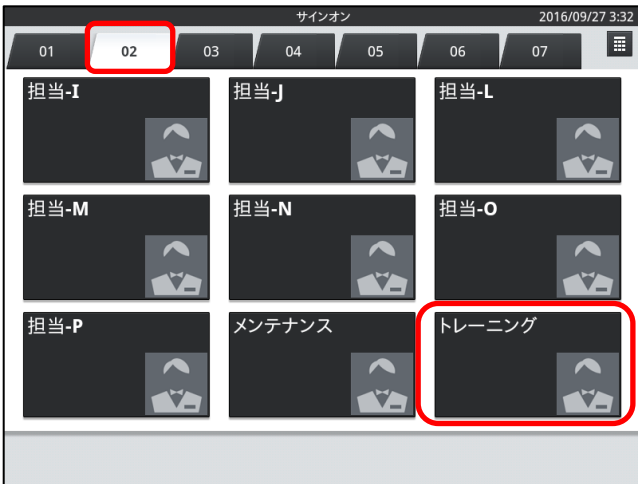 サインオン 2016/09/27 3:32
01 02 03 04 05 06 07
担当-I 担当-J 担当-L
担当-M 担当-N 担当-O
担当-P メンテナンス トレーニング